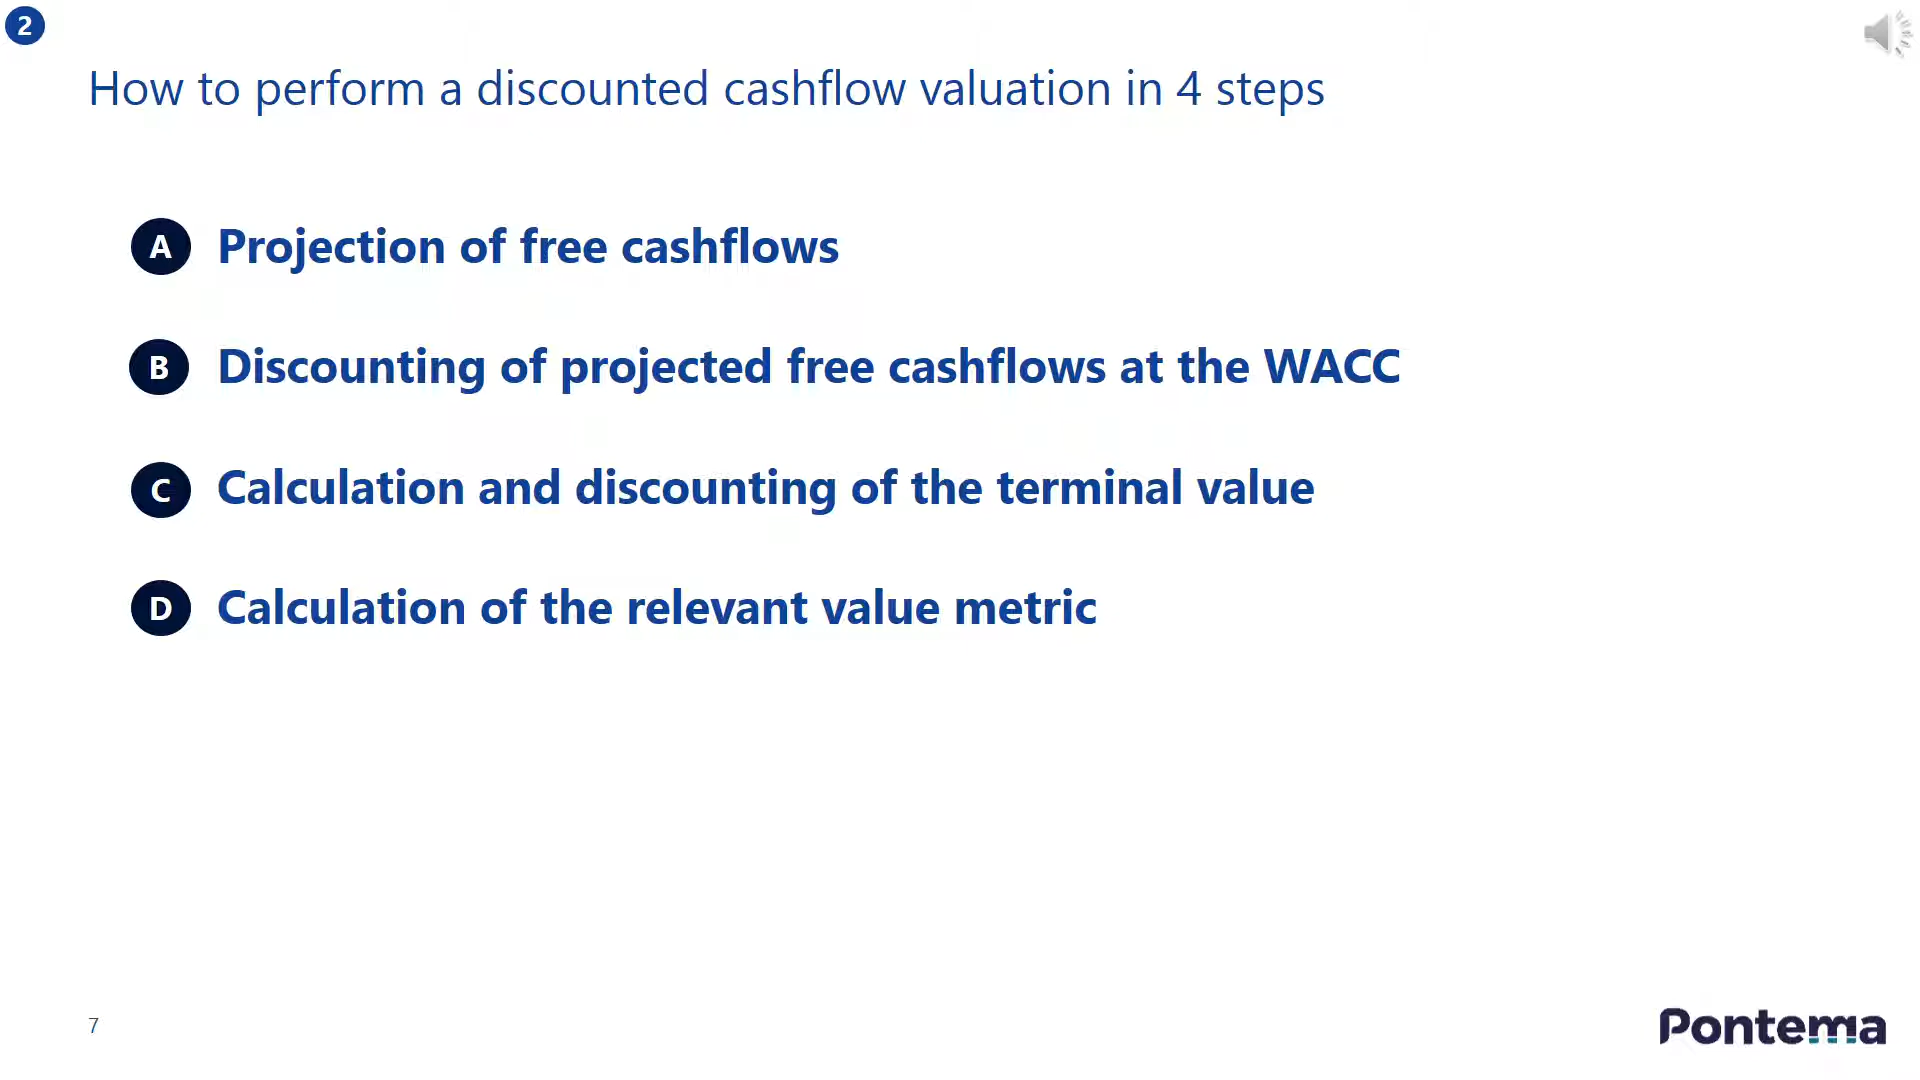 2
How to perform a discounted cashflow valuation in 4 steps
A Projection of free cashflows
B Discounting of projected free cashflows at the WACC
C Calculation and discounting of the terminal value
D Calculation of the relevant value metric
7
Pontema